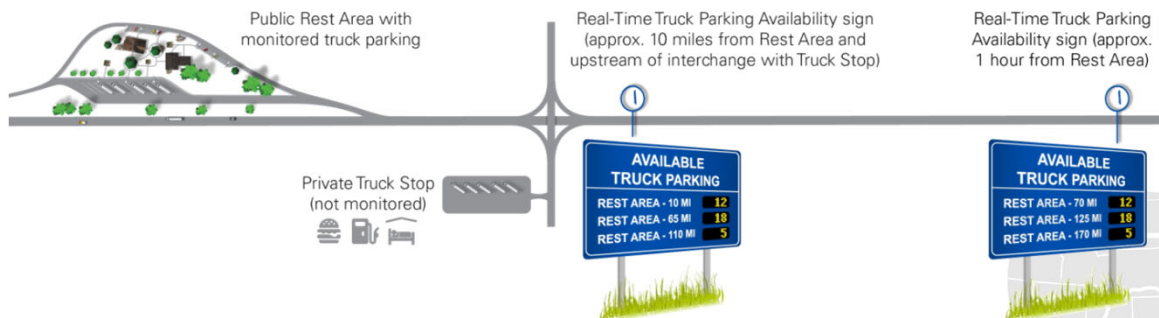 Public Rest Area with
monitored truck parking
Real-Time Truck Parking Availability sign
(approx. 10 miles from Rest Area and
upstream of interchange with Truck Stop)
Real-Time Truck Parking
Availability sign (approx.
1 hour from Rest Area)
Private Truck Stop
(not monitored)
AVAILABLE
TRUCK PARKING
REST AREA - 10 MI 12
REST AREA - 65 MI 18
REST AREA - 110 MI 5
AVAILABLE
TRUCK PARKING
REST AREA - 70 MI 12
REST AREA - 125 MI 18
REST AREA - 170 MI 5